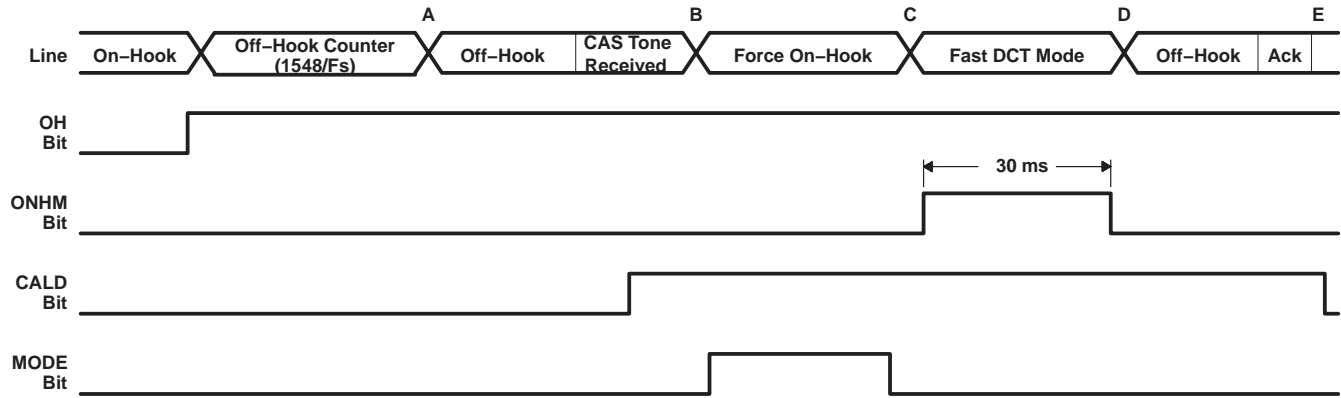 A B C D E
Line On−Hook Off−Hook Counter (1548/Fs) Off−Hook CAS Tone Received Force On−Hook Fast DCT Mode Off−Hook Ack
OH
Bit
30 ms
ONHM
Bit
CALD
Bit
MODE
Bit